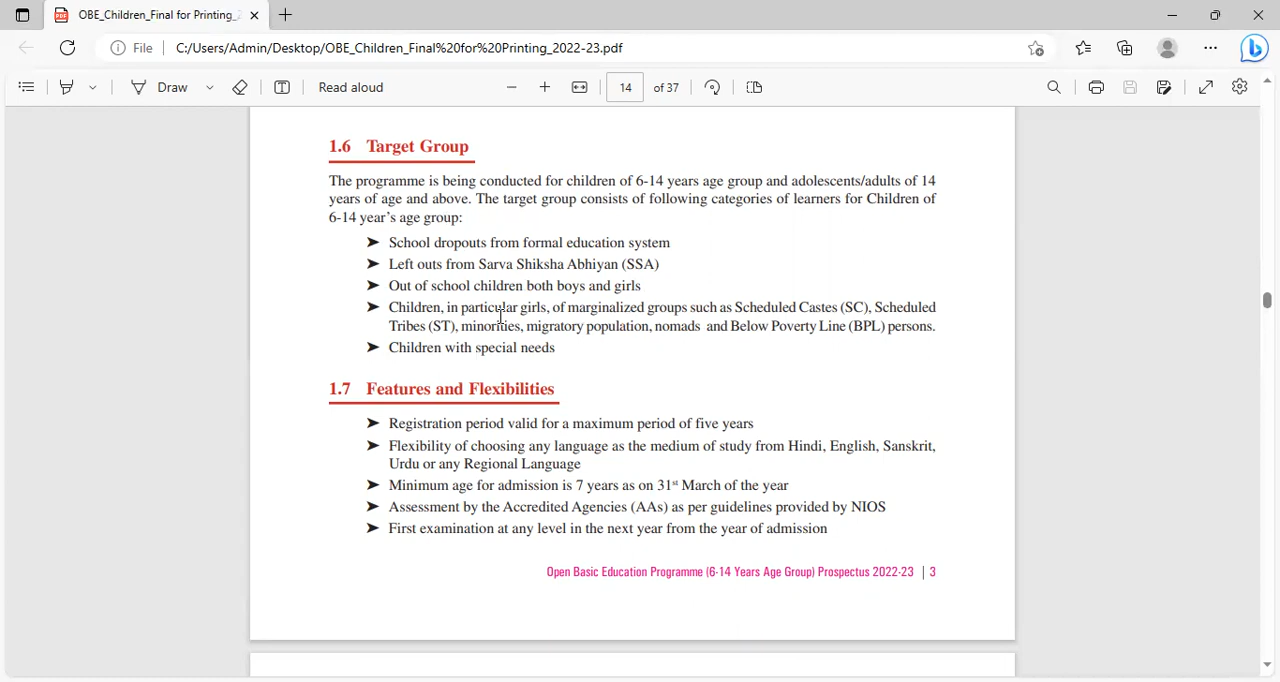 OBE_Children_Final for Printing_2
File
C:/Users/Admin/Desktop/OBE_Children_Final%20for%20Printing_2022-23.pdf
Draw
Read aloud
14 of 37
1.6 Target Group
The programme is being conducted for children of 6-14 years age group and adolescents/adults of 14
years of age and above. The target group consists of following categories of learners for Children of
6-14 year's age group:
➤ School dropouts from formal education system
➤ Left outs from Sarva Shiksha Abhiyan (SSA)
➤ Out of school children both boys and girls
➤ Children, in particular girls, of marginalized groups such as Scheduled Castes (SC), Scheduled
Tribes (ST), minorities, migratory population, nomads and Below Poverty Line (BPL) persons.
➤ Children with special needs
1.7 Features and Flexibilities
➤ Registration period valid for a maximum period of five years
➤ Flexibility of choosing any language as the medium of study from Hindi, English, Sanskrit,
Urdu or any Regional Language
➤ Minimum age for admission is 7 years as on 31st March of the year
➤ Assessment by the Accredited Agencies (AAs) as per guidelines provided by NIOS
➤ First examination at any level in the next year from the year of admission
Open Basic Education Programme (6-14 Years Age Group) Prospectus 2022-23 | 3